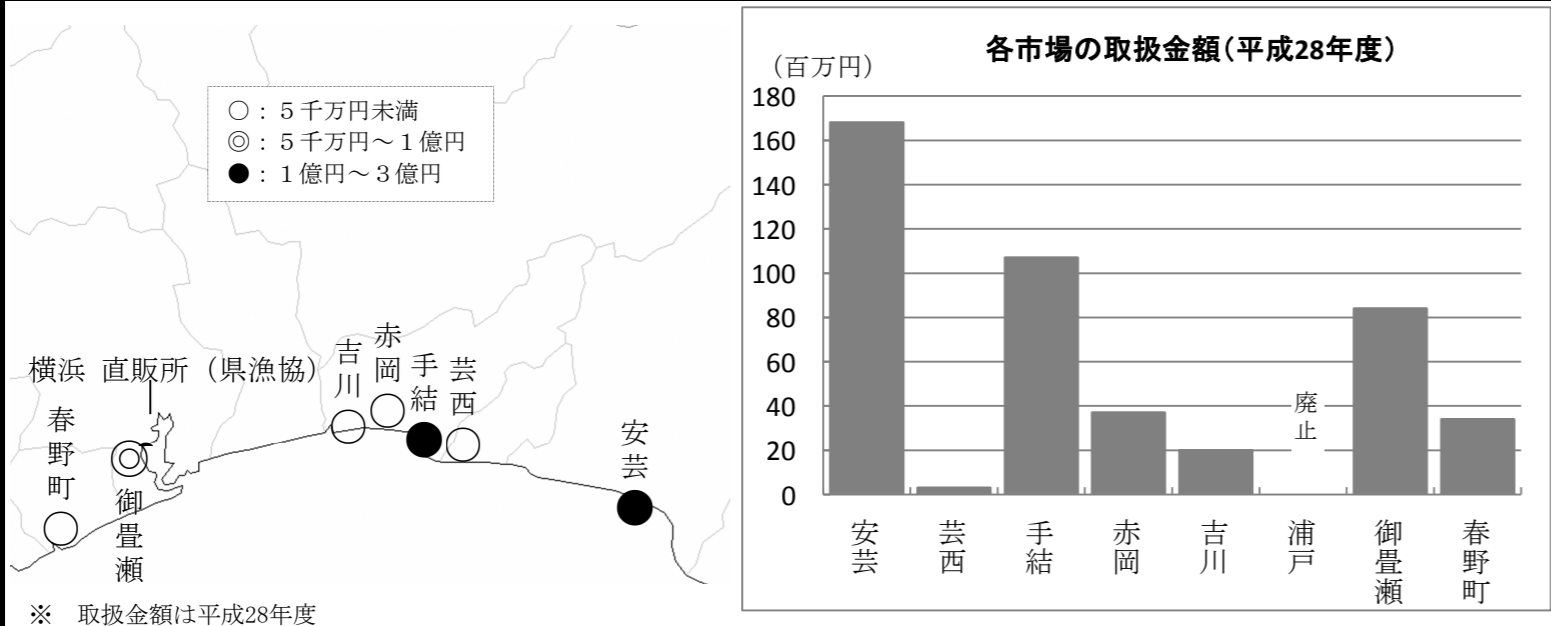 ○：５千万円未満
◎：５千万円～１億円
●：１億円～３億円
横浜 直販所（県漁協）
春野町
御畳瀬
吉川
赤岡
手結
芸西
安芸
※　取扱金額は平成28年度
各市場の取扱金額（平成28年度）
（百万円）
180
160
140
120
100
80
60
40
20
0
廃止
安芸
芸西
手結
赤岡
吉川
浦戸
御畳瀬
春野町